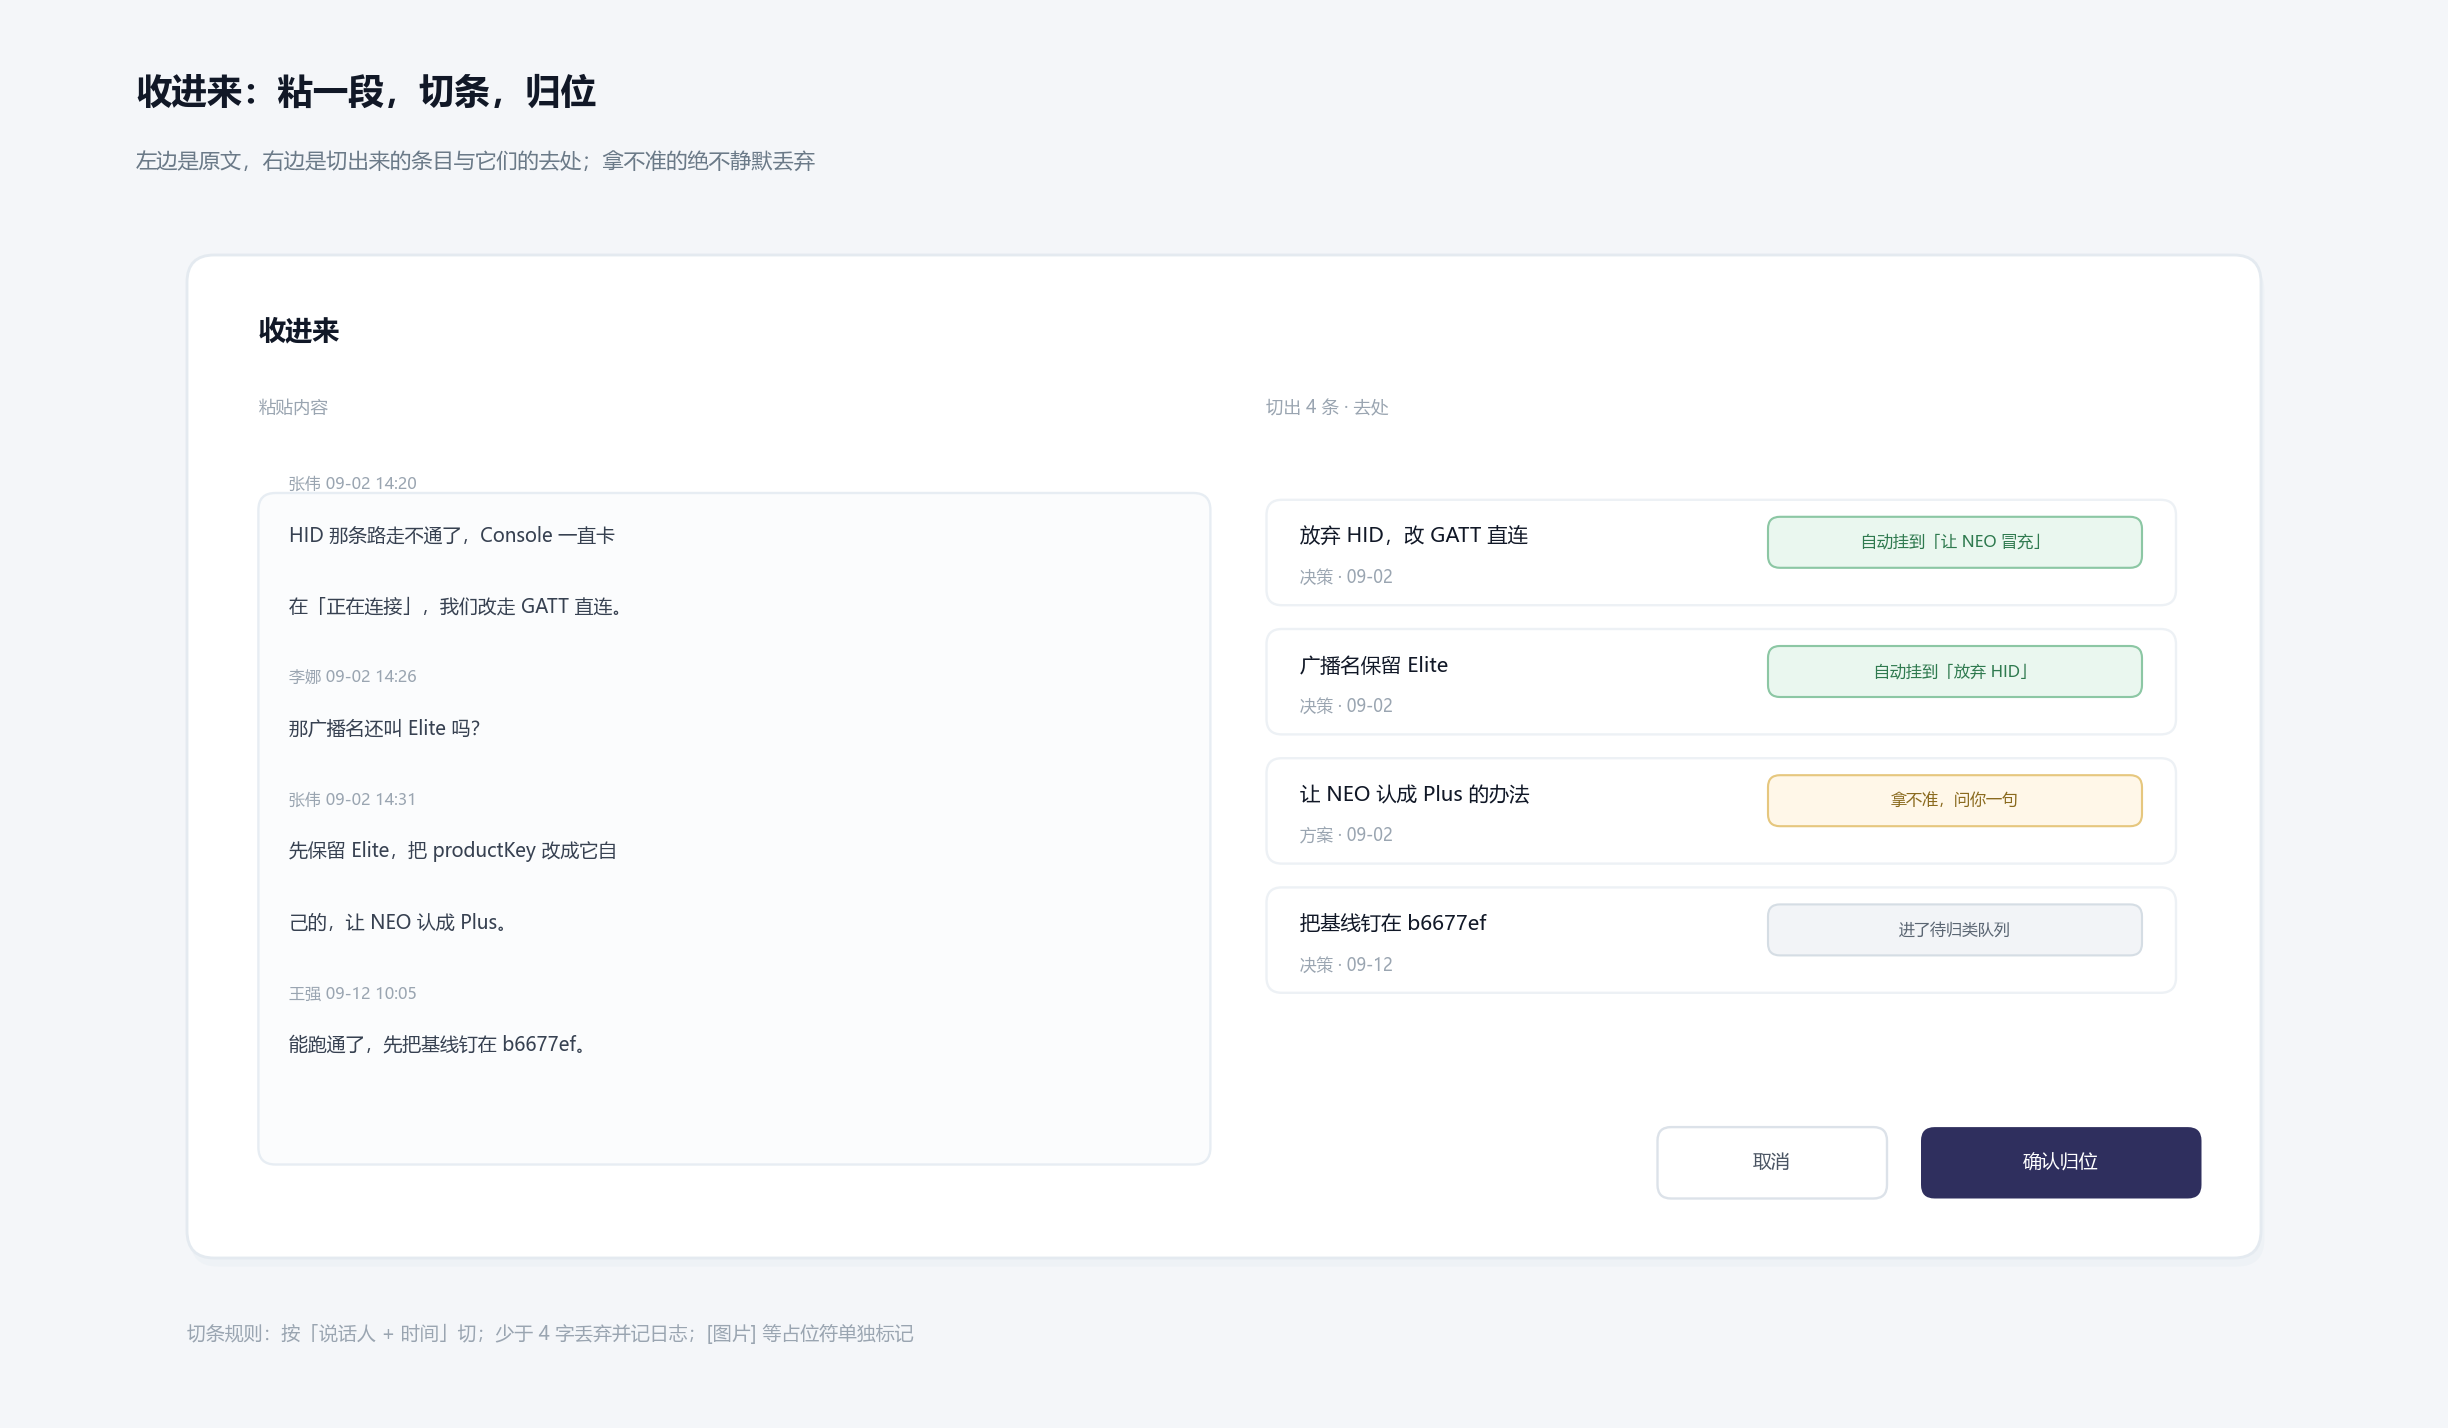 收进来：粘一段，切条，归位
左边是原文，右边是切出来的条目与它们的去处；拿不准的绝不静默丢弃
收进来
粘贴内容
张伟 09-02 14:20
HID 那条路走不通了，Console 一直卡
在「正在连接」，我们改走 GATT 直连。
李娜 09-02 14:26
那广播名还叫 Elite 吗？
张伟 09-02 14:31
先保留 Elite，把 productKey 改成它自
己的，让 NEO 认成 Plus。
王强 09-12 10:05
能跑通了，先把基线钉在 b6677ef。
切出 4 条 · 去处
放弃 HID，改 GATT 直连
决策 · 09-02
自动挂到「让 NEO 冒充」
广播名保留 Elite
决策 · 09-02
自动挂到「放弃 HID」
让 NEO 认成 Plus 的办法
方案 · 09-02
拿不准，问你一句
把基线钉在 b6677ef
决策 · 09-12
进了待归类队列
取消
确认归位
切条规则：按「说话人 + 时间」切；少于 4 字丢弃并记日志；[图片] 等占位符单独标记